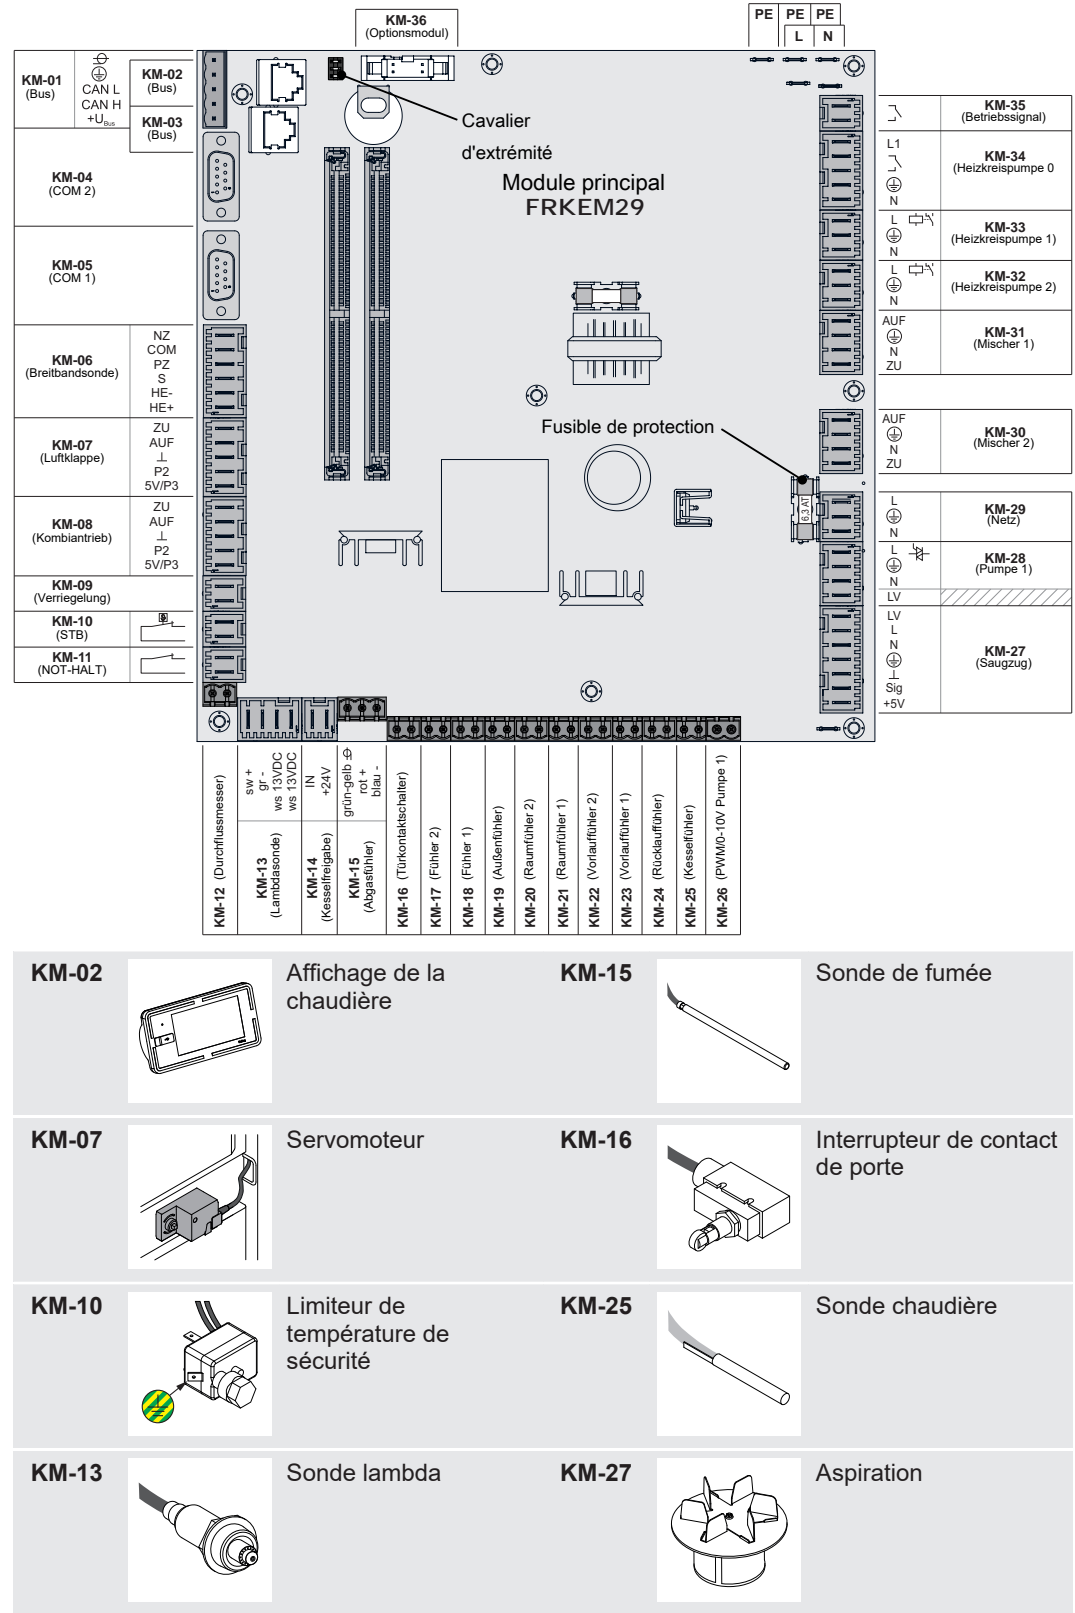 KM-36
(Optionsmodul)
PE PE PE
L N
KM-01
(Bus)
CAN L
CAN H
+U Bus
KM-02
(Bus)
KM-03
(Bus)
KM-04
(COM 2)
KM-05
(COM 1)
KM-06
(Breitbandsonde)
NZ
COM
PZ
S
HE-
HE+
KM-07
(Luftklappe)
ZU
AUF
P2
5V/P3
KM-08
(Kombiantrieb)
ZU
AUF
P2
5V/P3
KM-09
(Verriegelung)
KM-10
(STB)
KM-11
(NOT-HALT)
Cavalier
d'extrémité
Module principal
FRKEM29
Fusible de protection
6,3 AT
KM-35
(Betriebssignal)
L1
N
KM-34
(Heizkreispumpe 0
L
N
KM-33
(Heizkreispumpe 1)
L
N
KM-32
(Heizkreispumpe 2)
AUF
N
ZU
KM-31
(Mischer 1)
AUF
N
ZU
KM-30
(Mischer 2)
L
N
KM-29
(Netz)
L
N
LV
KM-28
(Pumpe 1)
LV
L
N
Sig
+5V
KM-27
(Saugzug)
KM-12 (Durchflussmesser)
sw +
gr -
ws 13VDC
ws 13VDC
KM-13
(Lambdasonde)
IN
+24V
KM-14
(Kesselfreigabe)
grün-gelb
rot +
blau -
KM-15
(Abgasfühler)
KM-16 (Türkontaktschalter)
KM-17 (Fühler 2)
KM-18 (Fühler 1)
KM-19 (Außenfühler)
KM-20 (Raumfühler 2)
KM-21 (Raumfühler 1)
KM-22 (Vorlauffühler 2)
KM-23 (Vorlauffühler 1)
KM-24 (Rücklauffühler)
KM-25 (Kesselfühler)
KM-26 (PWM/0-10V Pumpe 1)
KM-02
Affichage de la
chaudière
KM-15
Sonde de fumée
KM-07
Servomoteur
KM-16
Interrupteur de contact
de porte
KM-10
Limiteur de
température de
sécurité
KM-25
Sonde chaudière
KM-13
Sonde lambda
KM-27
Aspiration